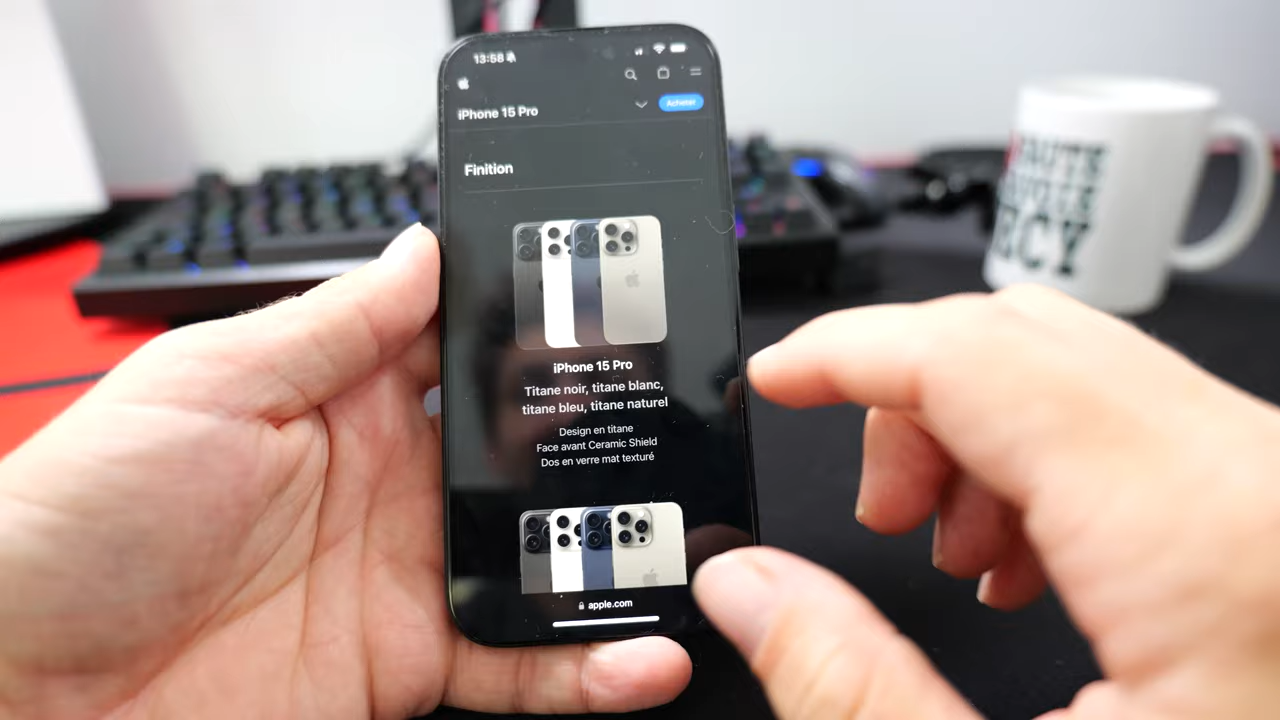 13:58
iPhone 15 Pro
Acheter
Finition
iPhone 15 Pro
Titane noir, titane blanc,
titane bleu, titane naturel
Design en titane
Face avant Ceramic Shield
Dos en verre mat texturé
apple.com